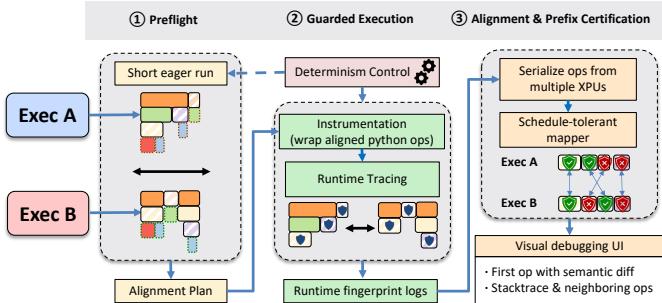 ① Preflight
② Guarded Execution
③ Alignment & Prefix Certification
Short eager run
Exec A
Exec B
Alignment Plan
Determinism Control
Instrumentation
(wrap aligned python ops)
Runtime Tracing
Runtime fingerprint logs
Serialize ops from
multiple XPUs
Schedule-tolerant
mapper
Exec A
Exec B
Visual debugging UI
· First op with semantic diff
· Stacktrace & neighboring ops